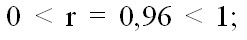 0 < r = 0,96 < 1;